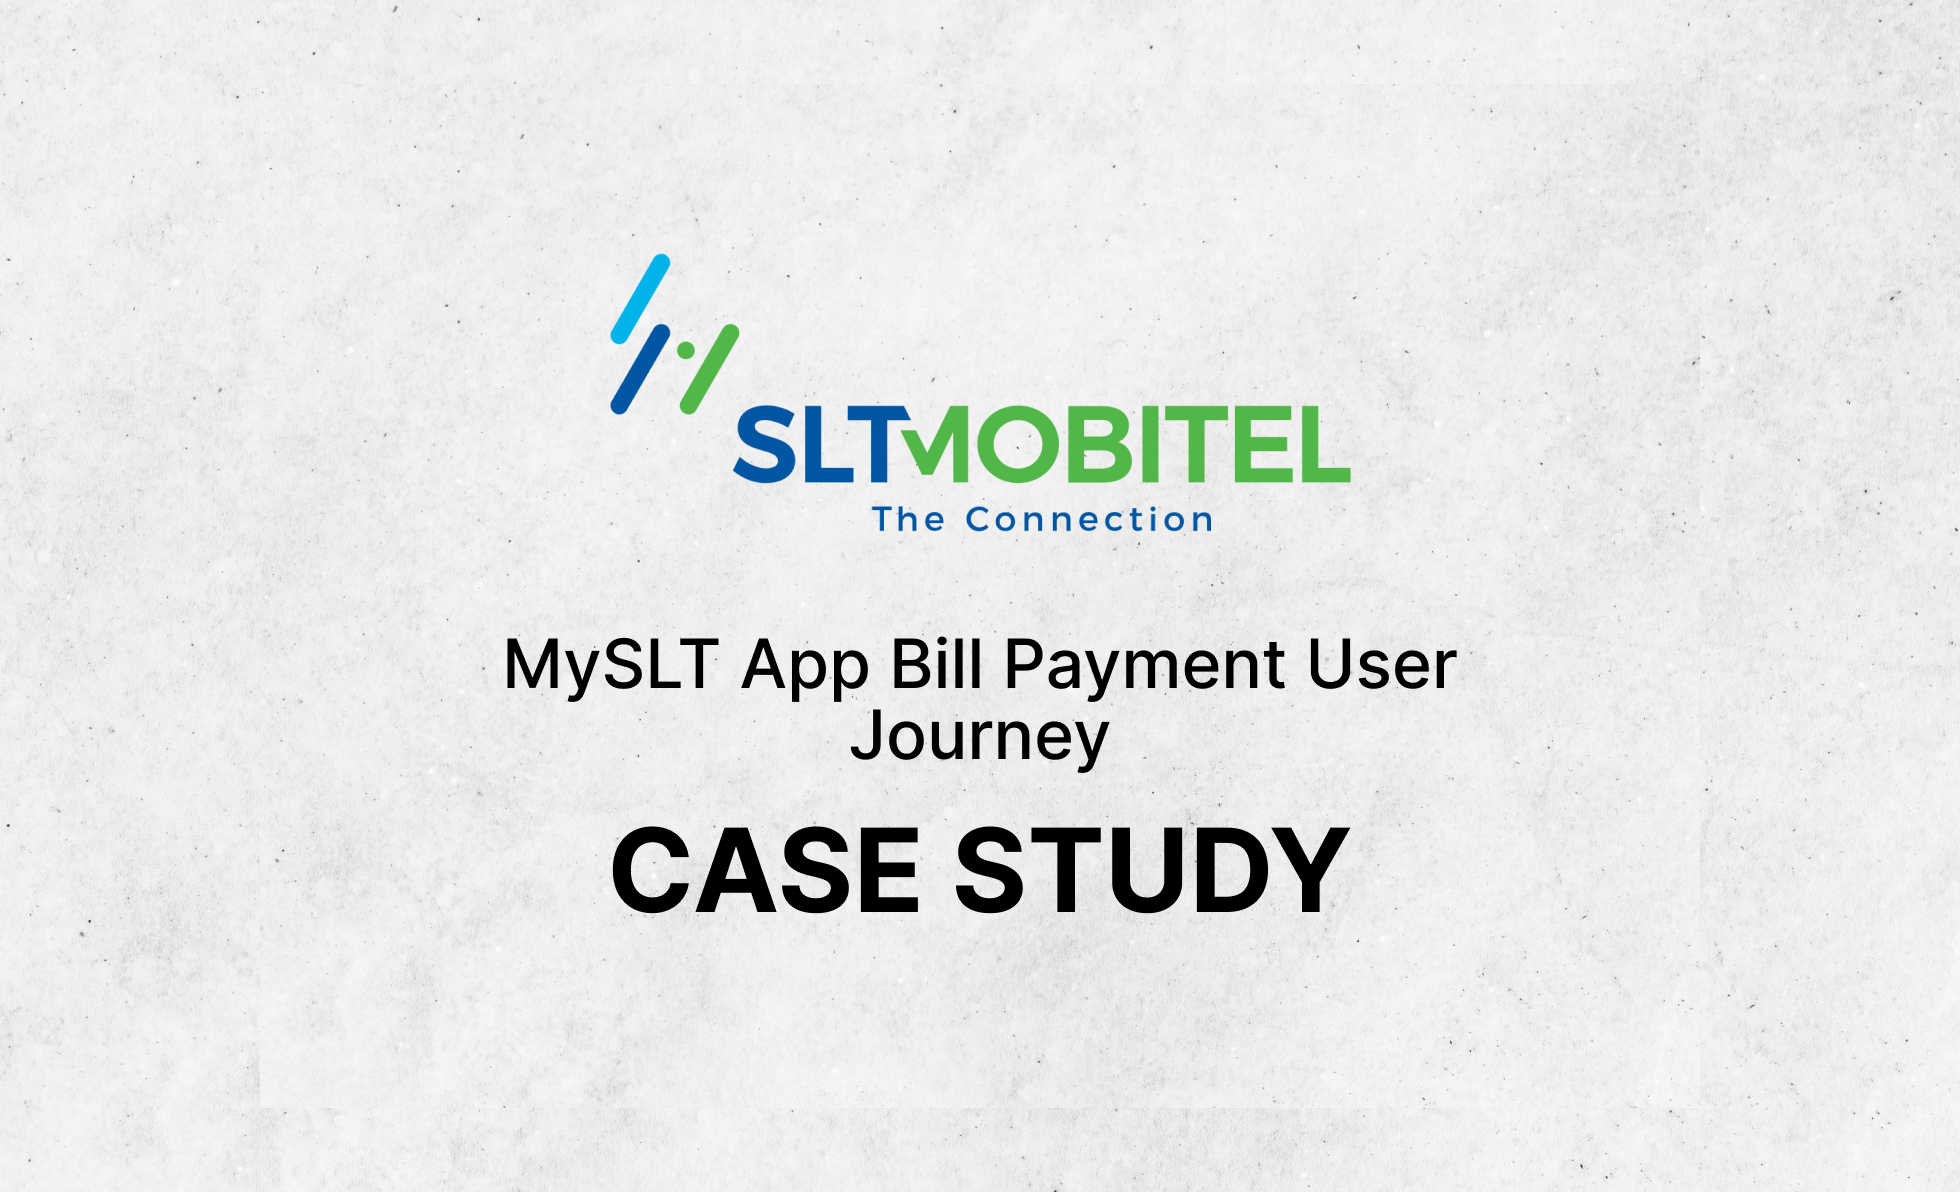 SLTMOBITEL
The Connection
MySLT App Bill Payment User
Journey
CASE STUDY